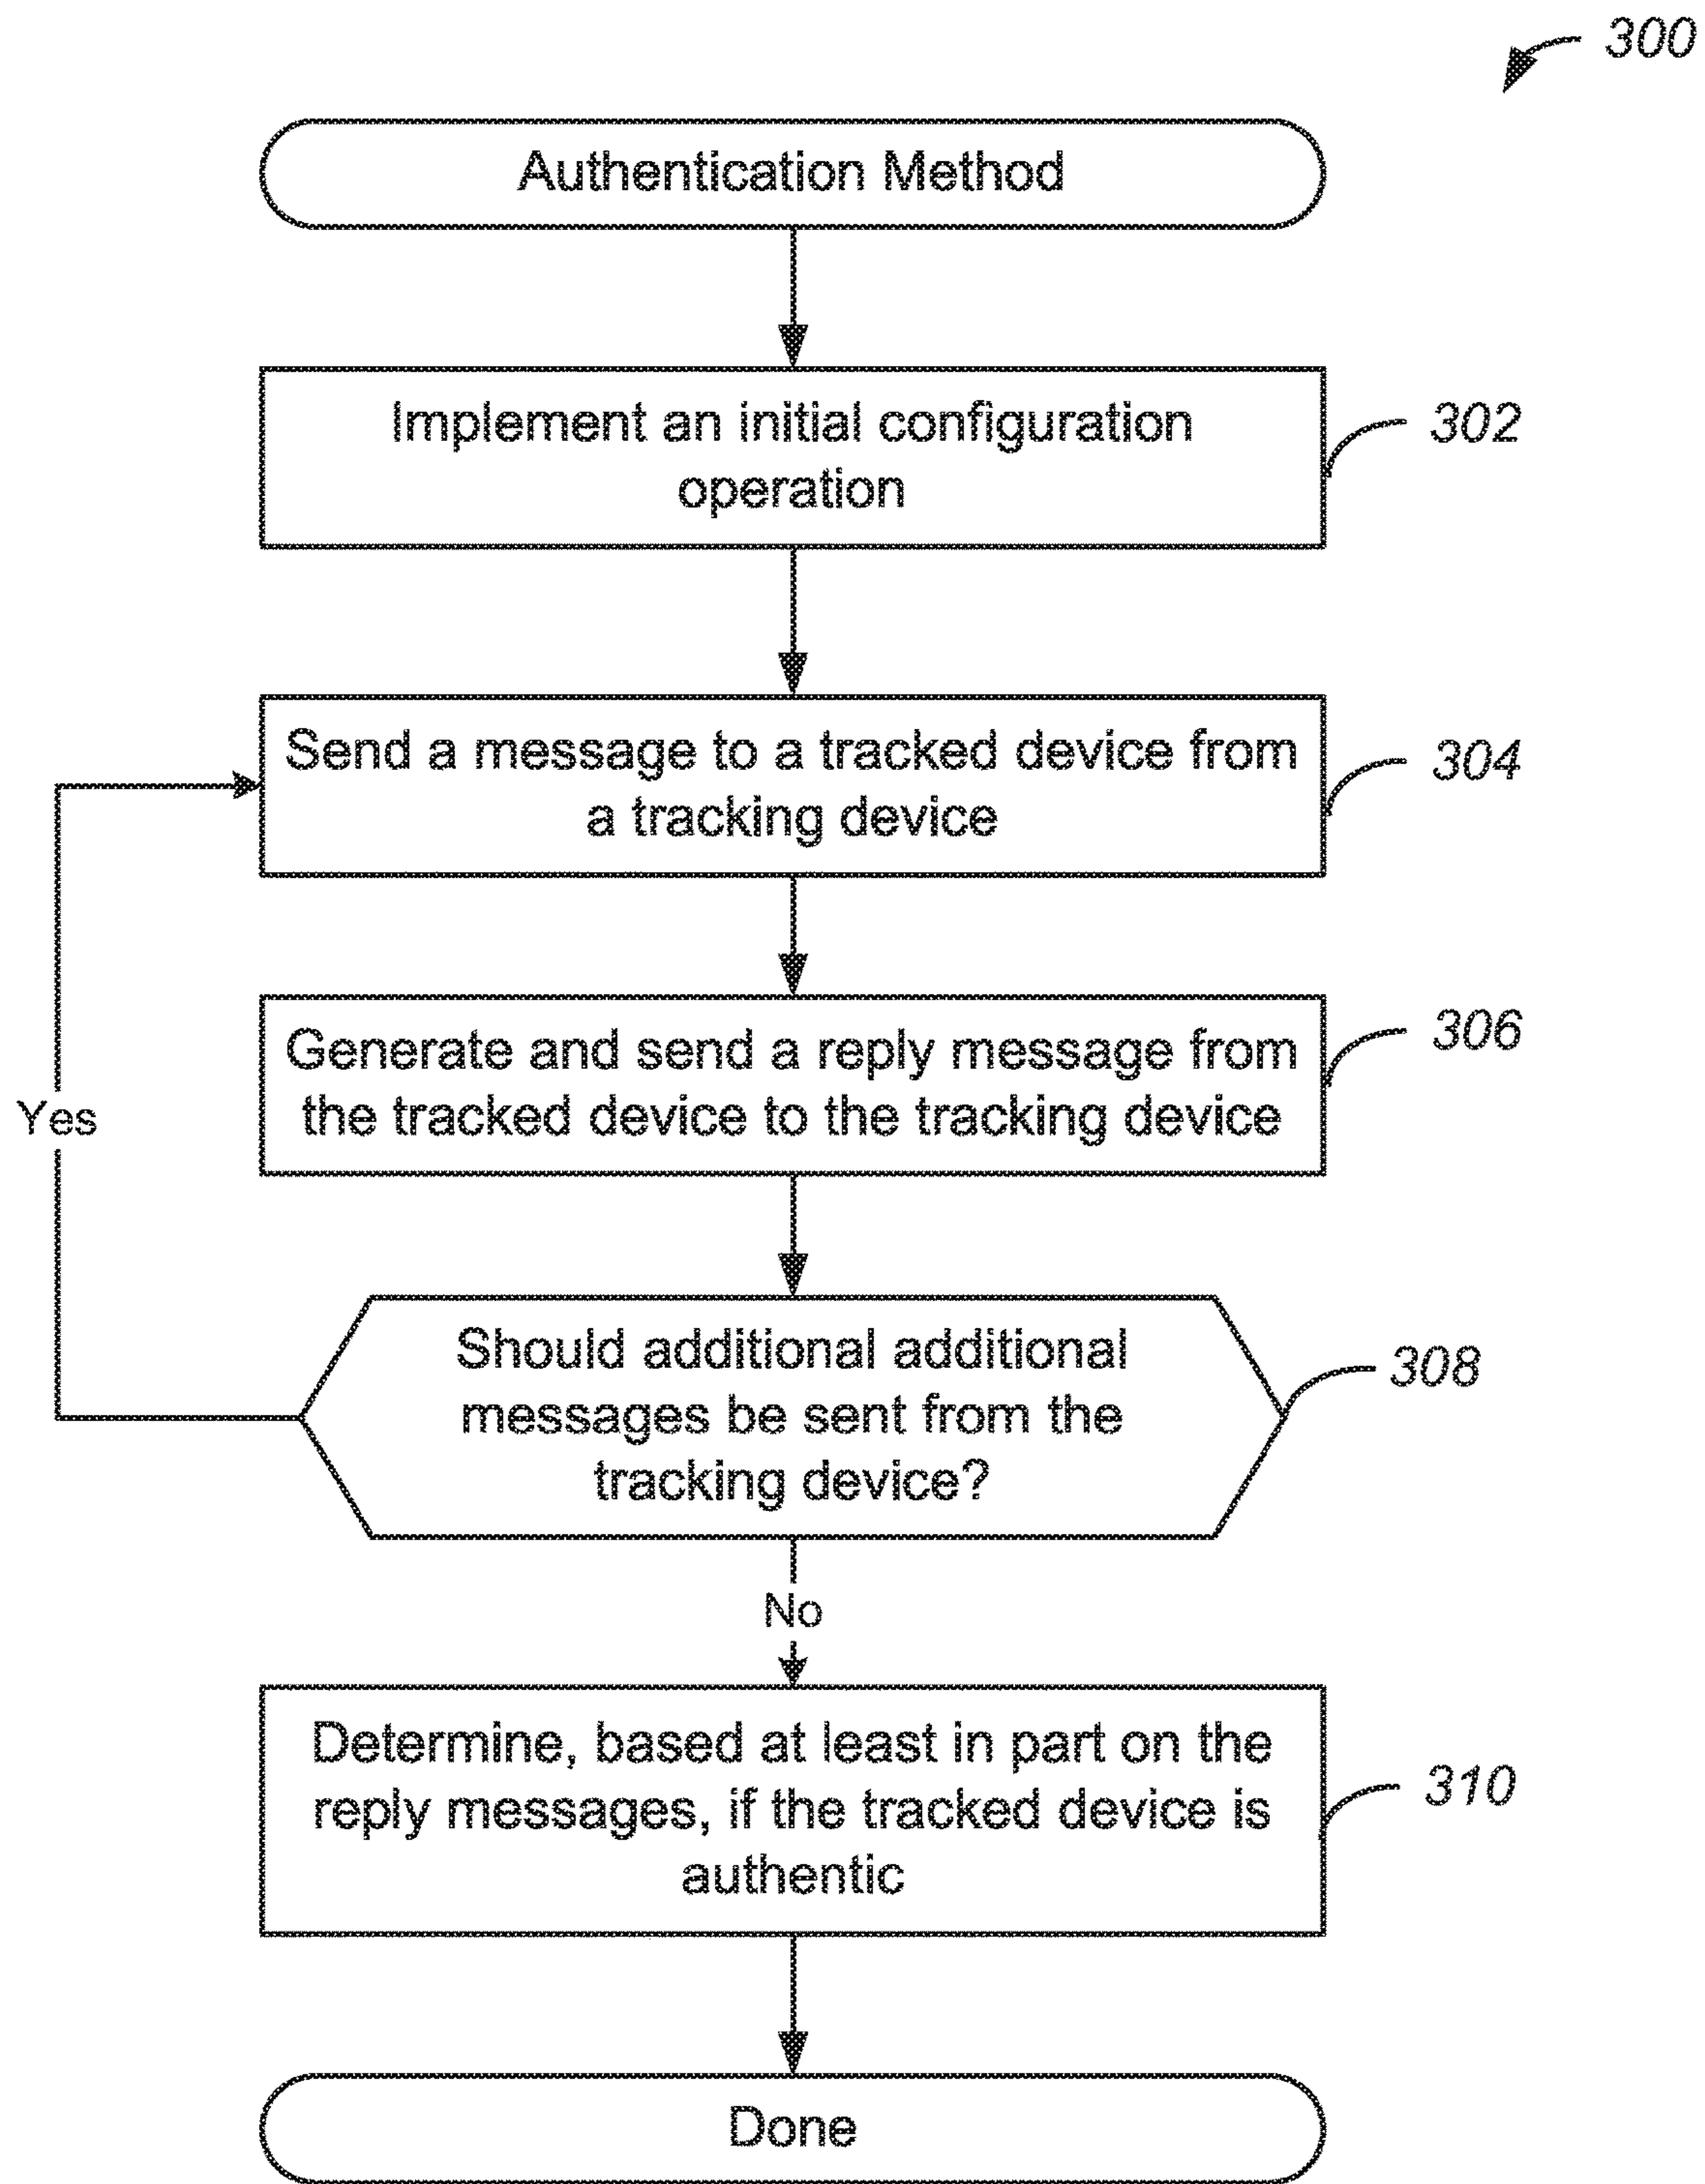 300
Authentication Method
Implement an initial configuration
operation
302
Send a message to a tracked device from
a tracking device
304
Generate and send a reply message from
the tracked device to the tracking device
306
Yes
Should additional additional
messages be sent from the
tracking device?
308
No
Determine, based at least in part on the
reply messages, if the tracked device is
authentic
310
Done